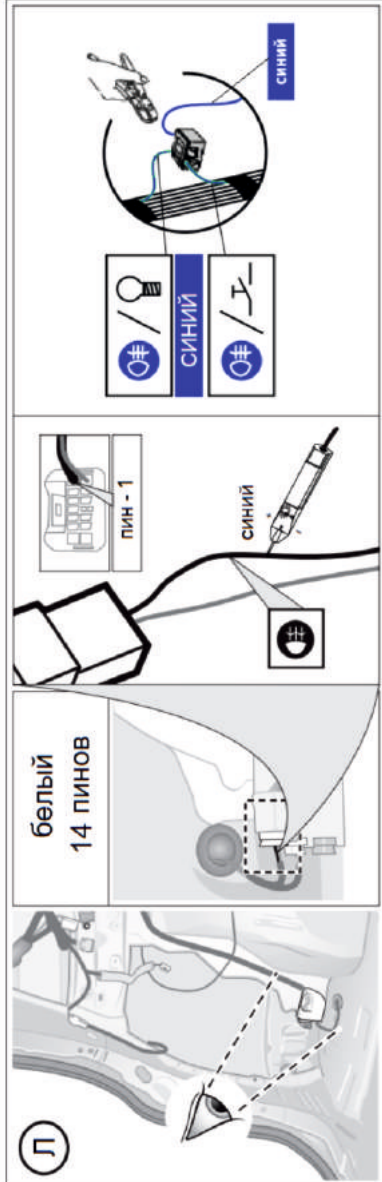 Л
белый
14 пинов
пин - 1
синий
синий
синий